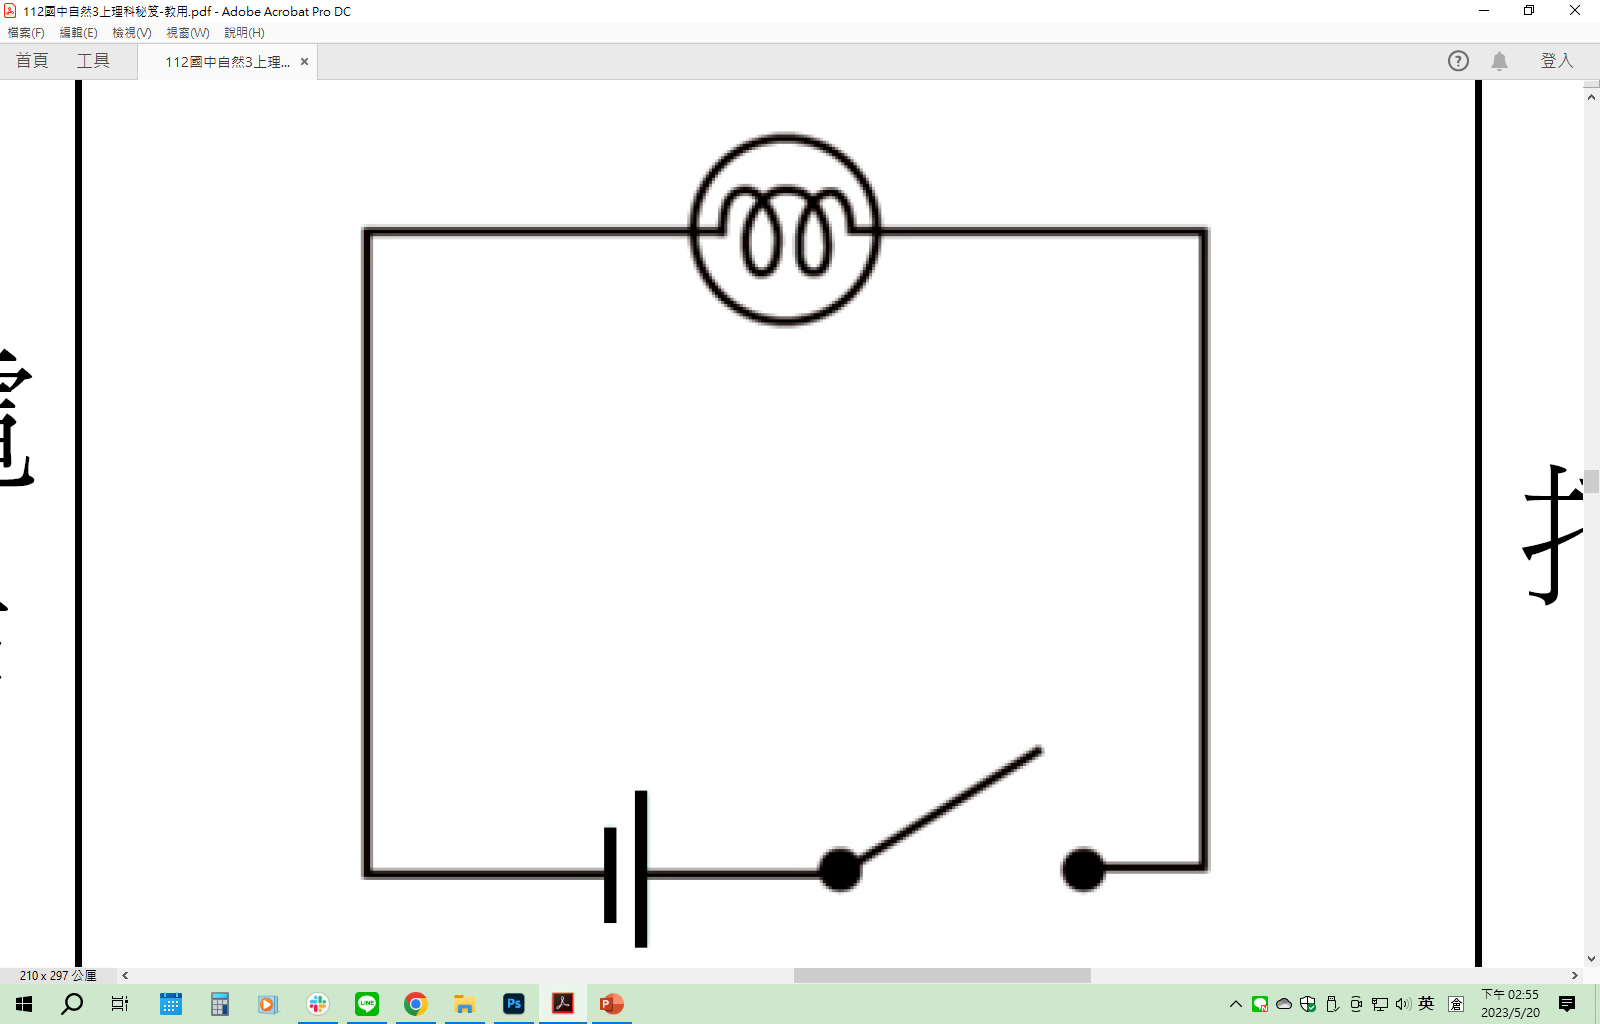 112國中自然3上理科秘笈-教用.pdf - Adobe Acrobat Pro DC
檔案(F) 編輯(E) 檢視(V) 視窗(W) 說明(H)
首頁 工具 112國中自然3上理... × ? 登入
210 x 297 公厘
LINE Ps P 英 倉 下午 02:55
2023/5/20